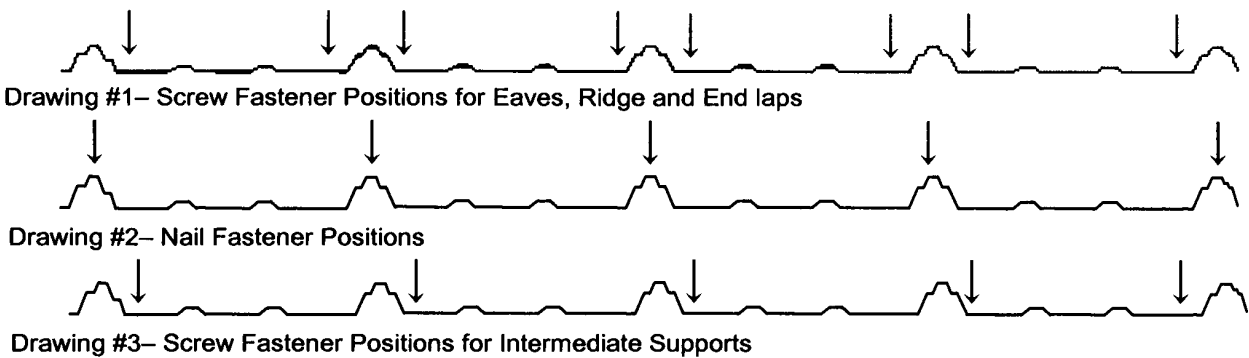 Drawing #1– Screw Fastener Positions for Eaves, Ridge and End laps
Drawing #2– Nail Fastener Positions
Drawing #3– Screw Fastener Positions for Intermediate Supports